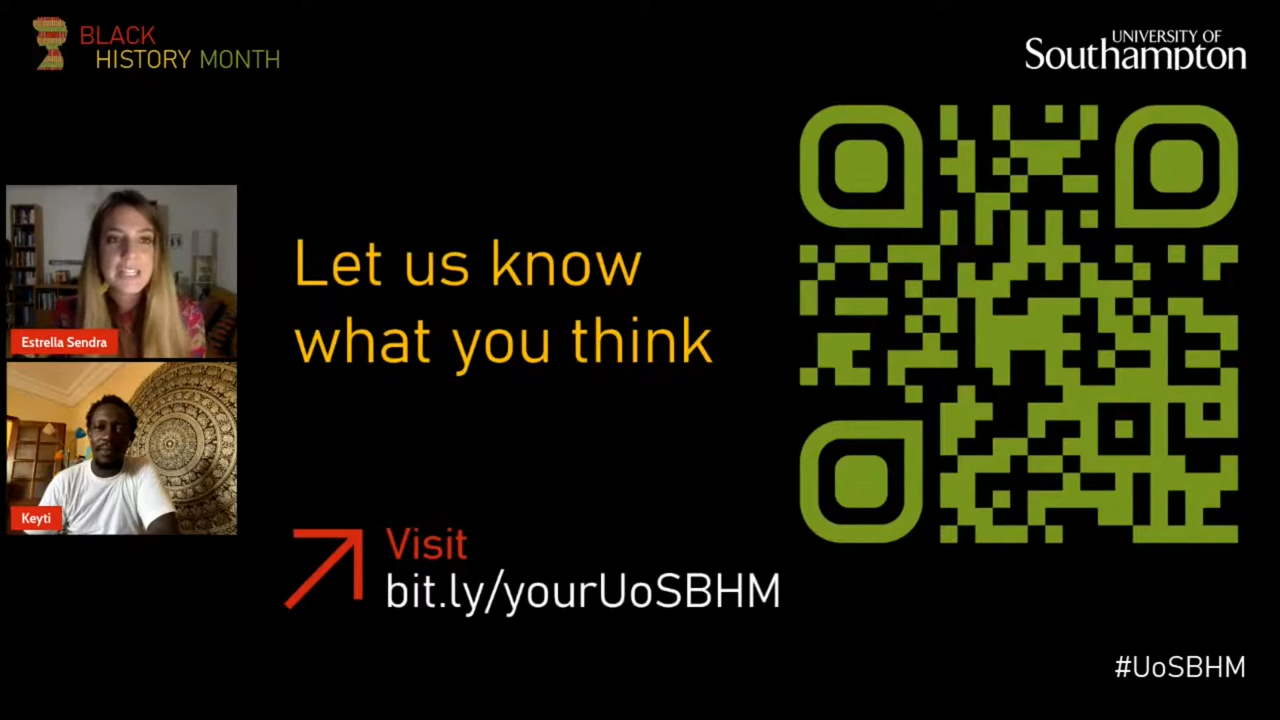 BLACK
HISTORY MONTH
UNIVERSITY OF
Southampton
Estrella Sendra
Keyti
Let us know
what you think
Visit
bit.ly/yourUoSBHM
#UoSBHM